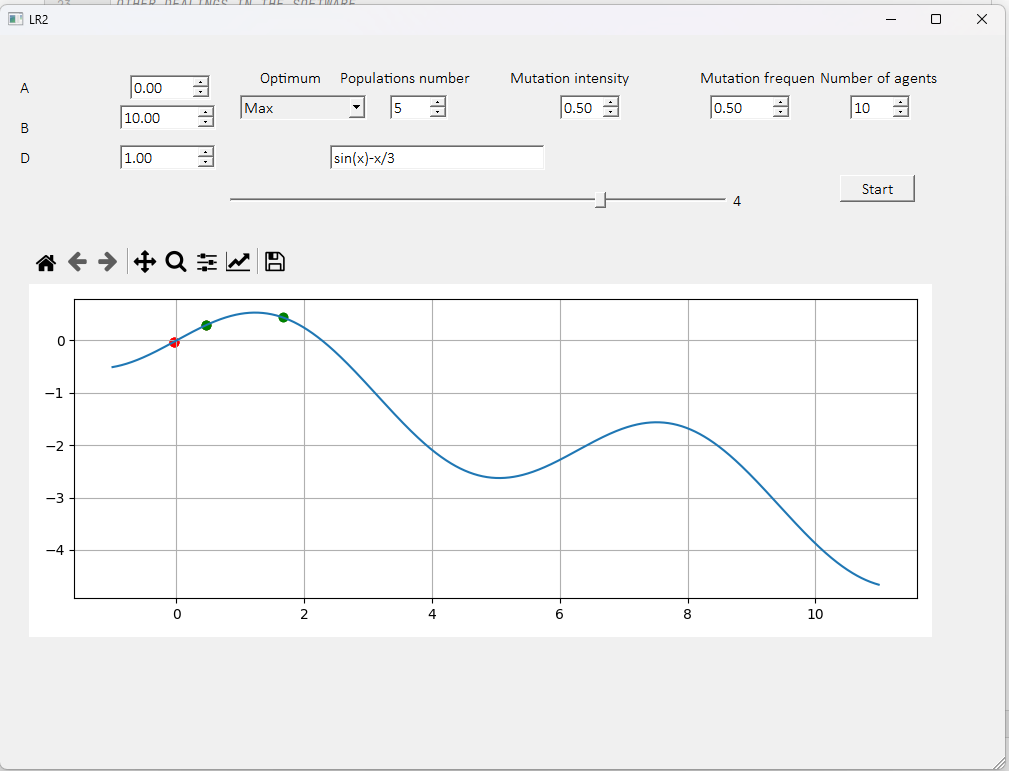 23 OTHER DEALINGS IN THE SOFTWARE
LR2
Optimum Populations number Mutation intensity Mutation frequen Number of agents
A 0.00
Max 5 0.50 0.50 10
B 10.00
D 1.00 sin(x)-x/3
Start
4
0
−1
−2
−3
−4
0 2 4 6 8 10